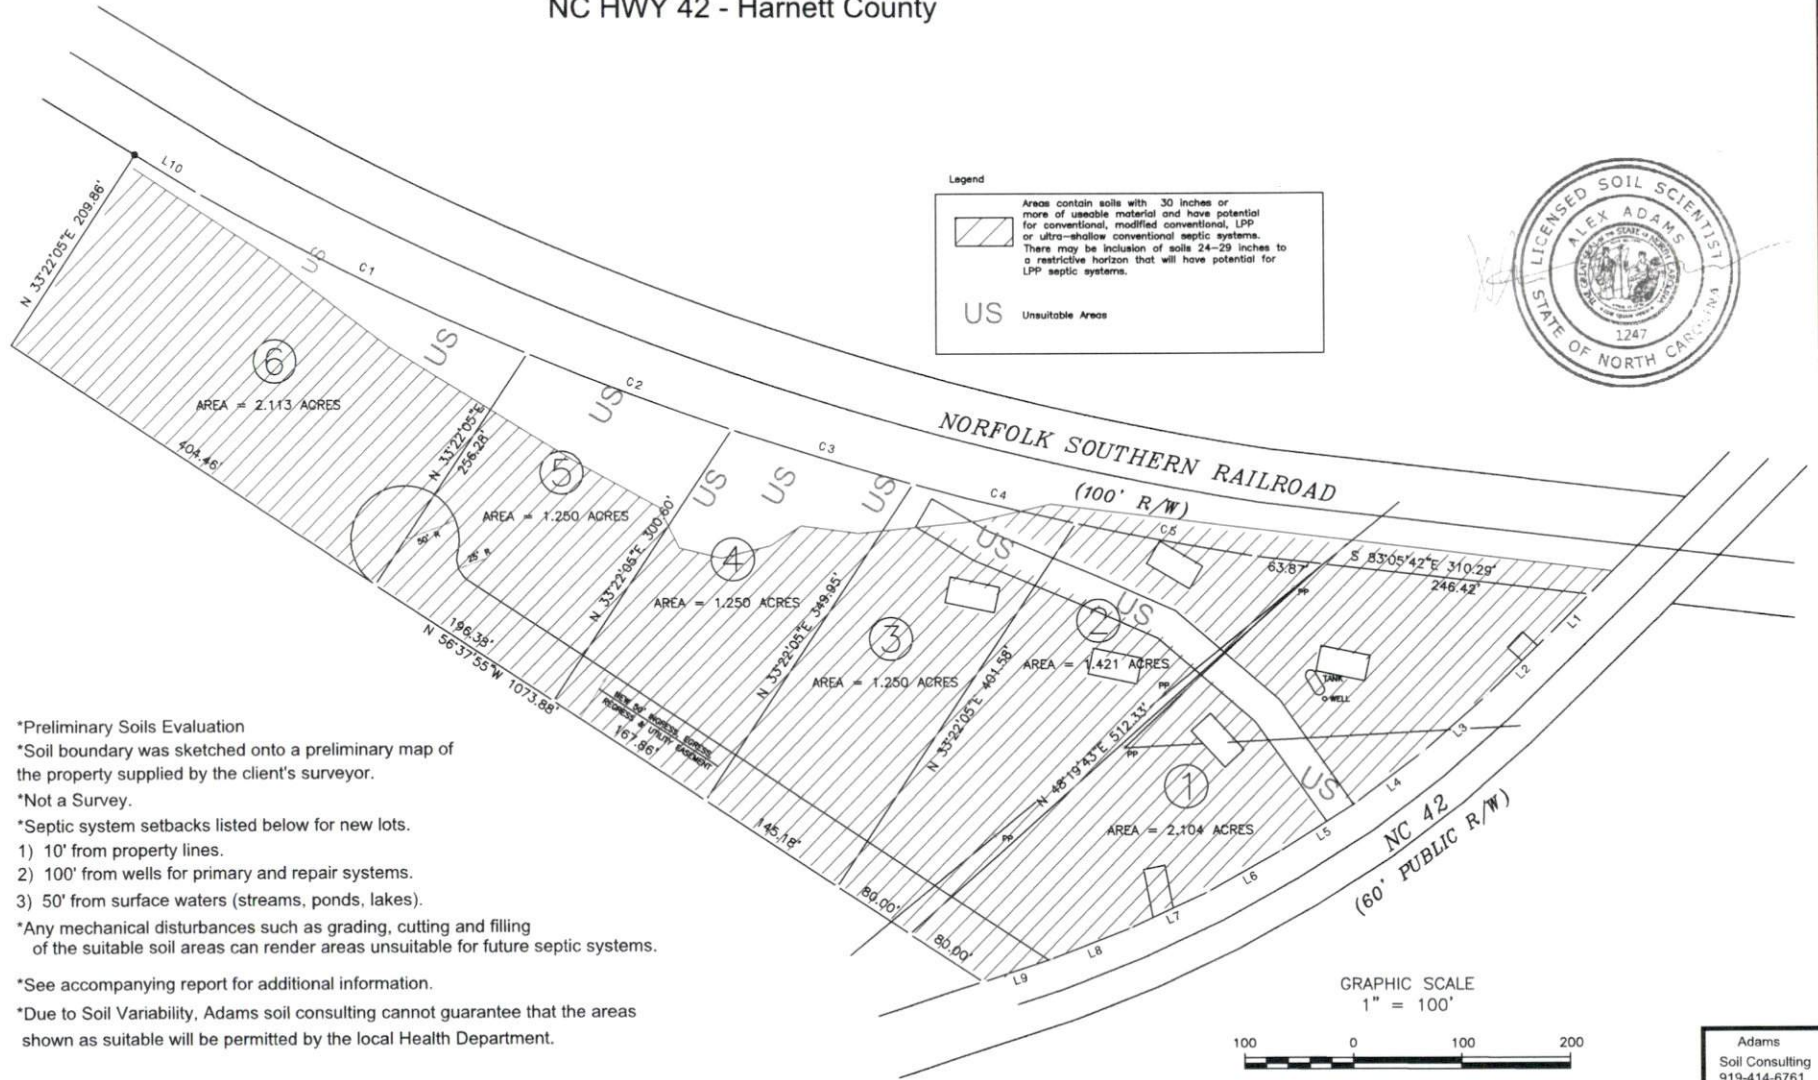 NC HWY 42 - Harnett County
L10
N 33°22'05"E 209.86'
US
C1
6
AREA = 2.113 ACRES
404.46'
US
N 33°22'05"E
256.28'
C2
US
5
AREA = 1.250 ACRES
50' R
25' R
196.38'
N 56°37'55"W 1073.88'
N 33°22'05"E 300.60'
C3
US
US
US
4
AREA = 1.250 ACRES
NEW 50' INGRESS, EGRESS,
REGRESS & UTILITY EASEMENT
167.86'
N 33°22'05"E 349.95'
3
AREA = 1.250 ACRES
145.18'
N 33°22'05"E 401.58'
C4
US
C5
US
2
AREA = 1.421 ACRES
80.00'
N 48°19'43"E 512.33'
PP
PP
PP
PP
63.87'
S 83°05'42"E 310.29'
246.42'
TANK
WELL
1
AREA = 2.104 ACRES
US
80.00'
L1
L2
L3
L4
L5
L6
L7
L8
L9
NORFOLK SOUTHERN RAILROAD
(100' R/W)
NC 42
(60' PUBLIC R/W)
Legend
Areas contain soils with 30 inches or
more of useable material and have potential
for conventional, modified conventional, LPP
or ultra-shallow conventional septic systems.
There may be inclusion of soils 24-29 inches to
a restrictive horizon that will have potential for
LPP septic systems.
US Unsuitable Areas
LICENSED SOIL SCIENTIST
ALEX ADAMS
1247
STATE OF NORTH CAROLINA
*Preliminary Soils Evaluation
*Soil boundary was sketched onto a preliminary map of
the property supplied by the client's surveyor.
*Not a Survey.
*Septic system setbacks listed below for new lots.
1) 10' from property lines.
2) 100' from wells for primary and repair systems.
3) 50' from surface waters (streams, ponds, lakes).
*Any mechanical disturbances such as grading, cutting and filling
of the suitable soil areas can render areas unsuitable for future septic systems.
*See accompanying report for additional information.
*Due to Soil Variability, Adams soil consulting cannot guarantee that the areas
shown as suitable will be permitted by the local Health Department.
GRAPHIC SCALE
1" = 100'
100 0 100 200
Adams
Soil Consulting
919-414-6761